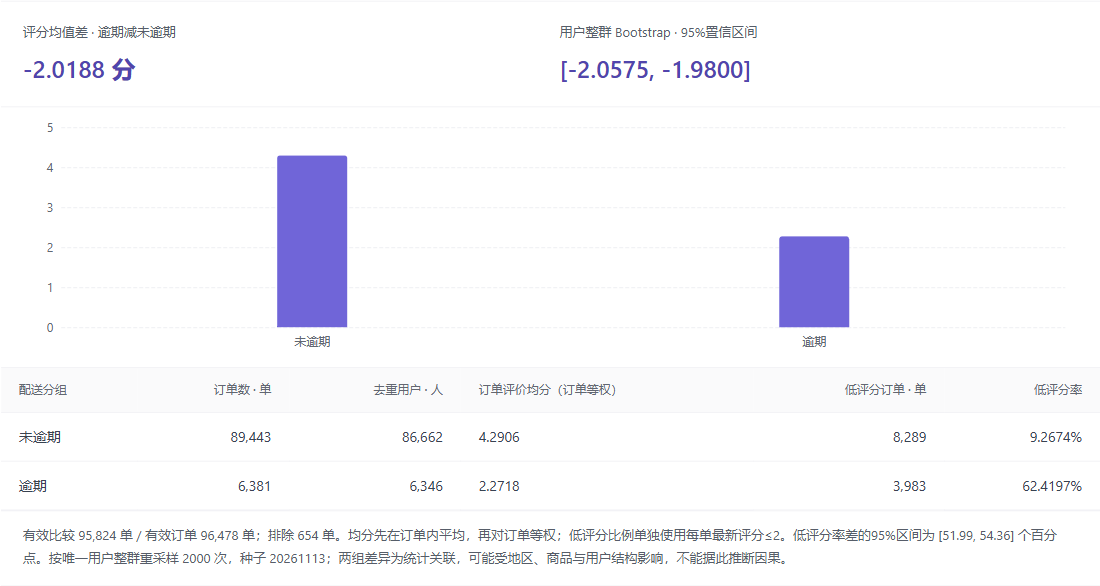 评分均值差 · 逾期减未逾期 用户整群 Bootstrap · 95%置信区间
-2.0188 分 [-2.0575, -1.9800]
5
4
3
2
1
0
未逾期 逾期
配送分组 订单数 · 单 去重用户 · 人 订单评价均分（订单等权） 低评分订单 · 单 低评分率
未逾期 89,443 86,662 4.2906 8,289 9.2674%
逾期 6,381 6,346 2.2718 3,983 62.4197%
有效比较 95,824 单 / 有效订单 96,478 单；排除 654 单。均分先在订单内平均，再对订单等权；低评分比例单独使用每单最新评分≤2。低评分率差的95%区间为 [51.99, 54.36] 个百分
点。按唯一用户整群重采样 2000 次，种子 20261113；两组差异为统计关联，可能受地区、商品与用户结构影响，不能据此推断因果。